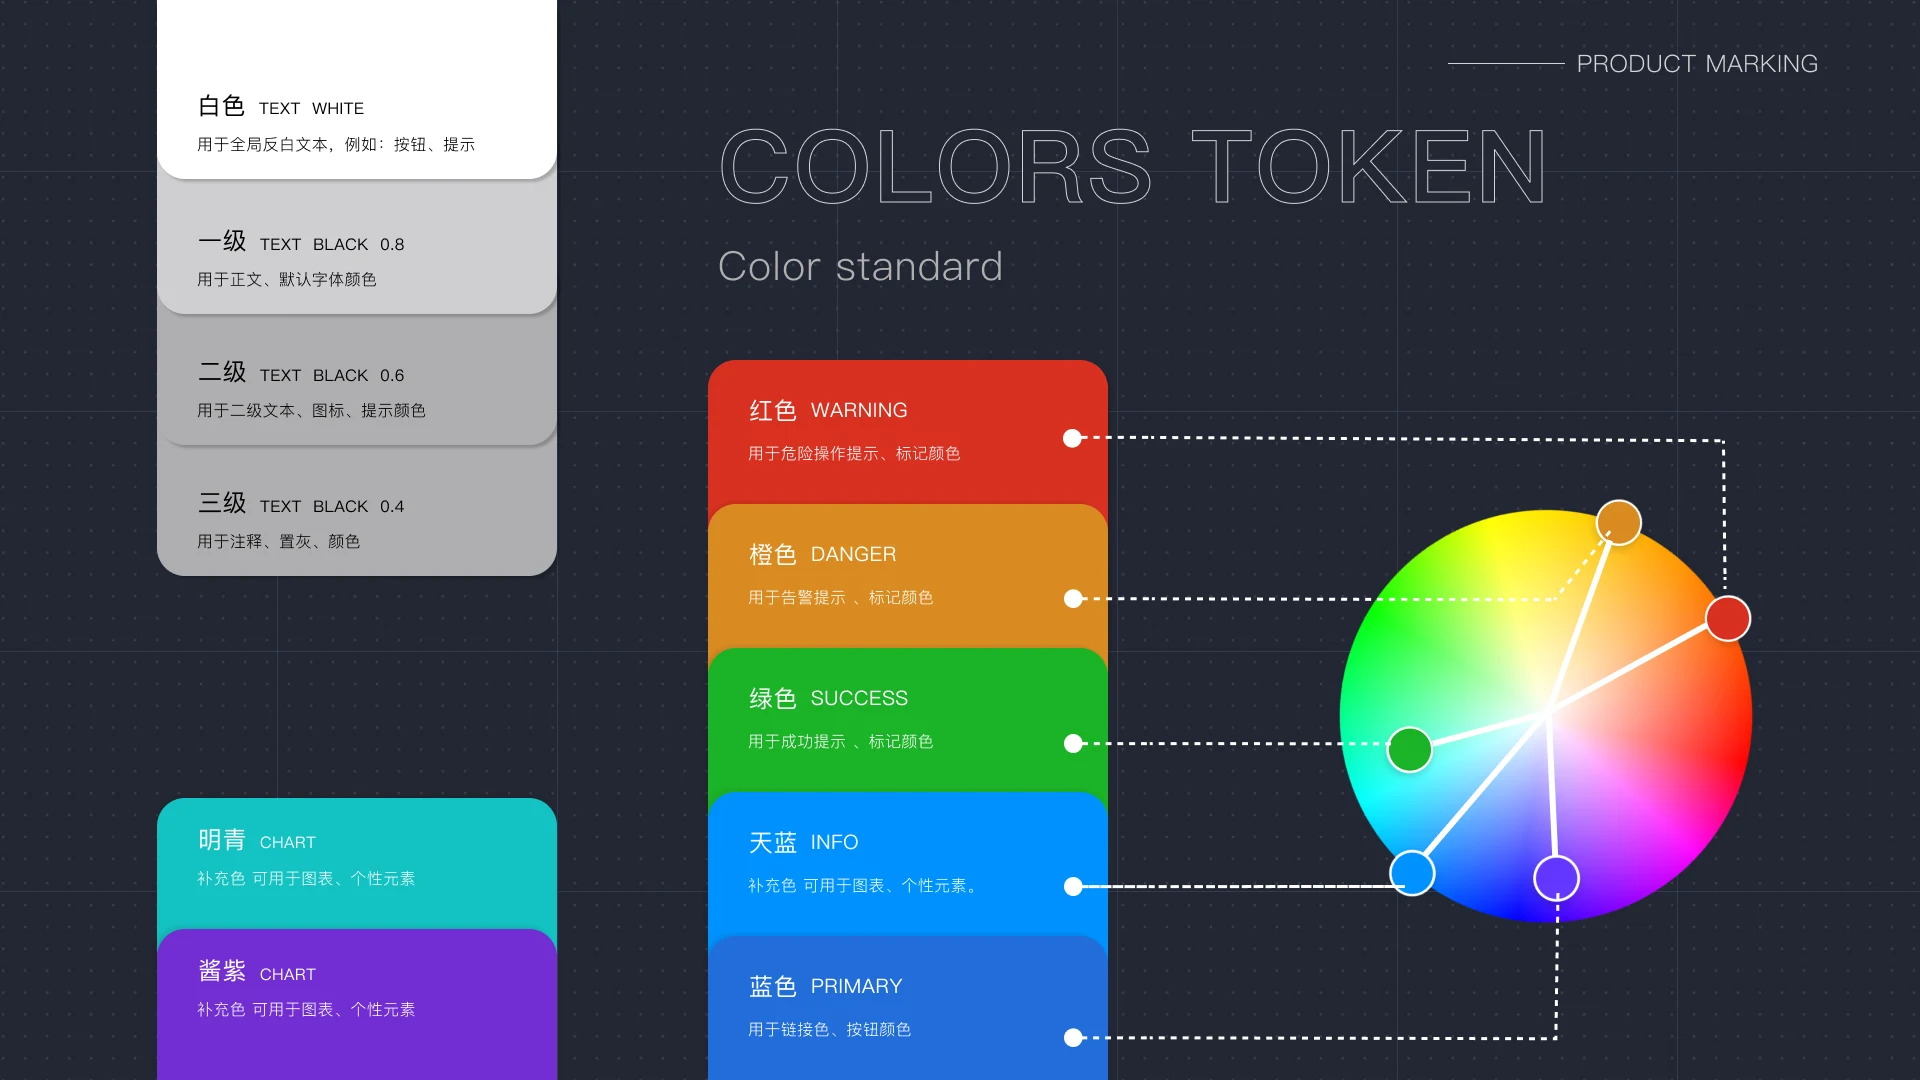 PRODUCT MARKING
COLORS TOKEN
Color standard
白色 TEXT WHITE
用于全局反白文本，例如：按钮、提示
一级 TEXT BLACK 0.8
用于正文、默认字体颜色
二级 TEXT BLACK 0.6
用于二级文本、图标、提示颜色
三级 TEXT BLACK 0.4
用于注释、置灰、颜色
明青 CHART
补充色 可用于图表、个性元素
酱紫 CHART
补充色 可用于图表、个性元素
红色 WARNING
用于危险操作提示、标记颜色
橙色 DANGER
用于告警提示 、标记颜色
绿色 SUCCESS
用于成功提示 、标记颜色
天蓝 INFO
补充色 可用于图表、个性元素。
蓝色 PRIMARY
用于链接色、按钮颜色